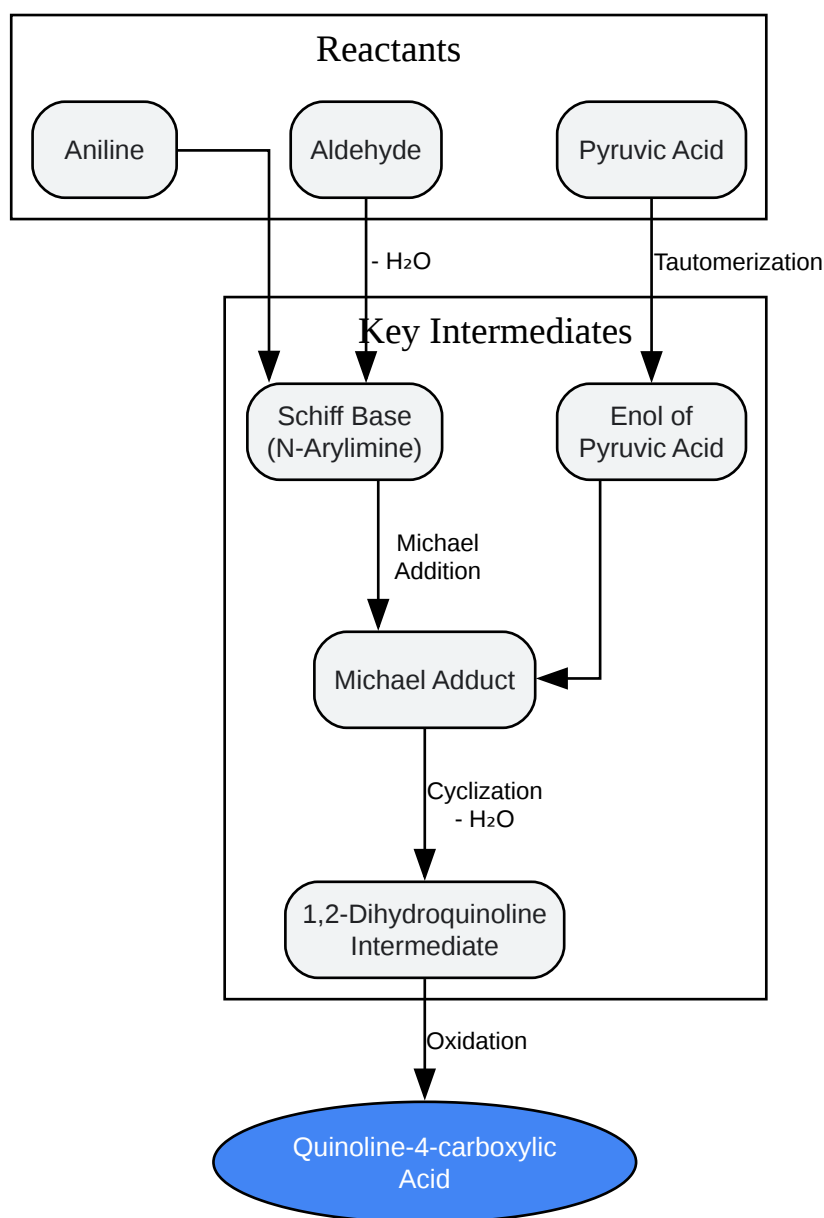 Reactants
Aniline
Aldehyde
Pyruvic Acid
- H₂O
Tautomerization
Key Intermediates
Schiff Base
(N-Arylimine)
Enol of
Pyruvic Acid
Michael
Addition
Michael Adduct
Cyclization
- H₂O
1,2-Dihydroquinoline
Intermediate
Oxidation
Quinoline-4-carboxylic
Acid